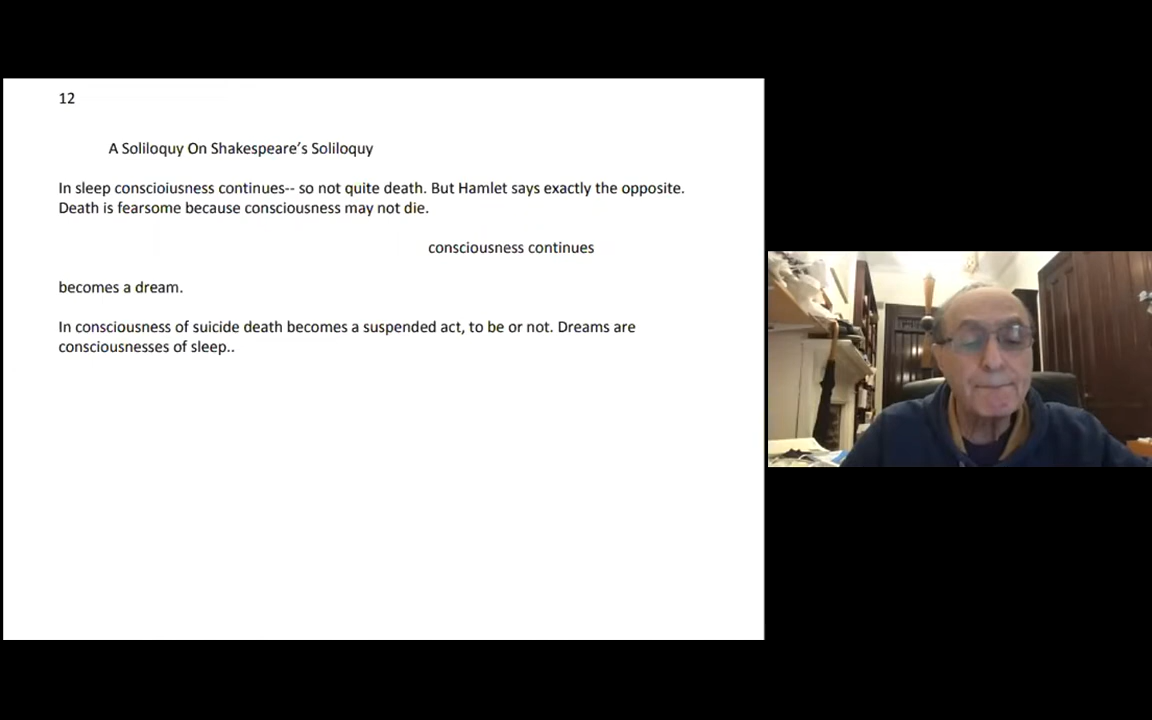 12
A Soliloquy On Shakespeare’s Soliloquy
In sleep conscioiusness continues-- so not quite death. But Hamlet says exactly the opposite.
Death is fearsome because consciousness may not die.
consciousness continues
becomes a dream.
In consciousness of suicide death becomes a suspended act, to be or not. Dreams are
consciousnesses of sleep..